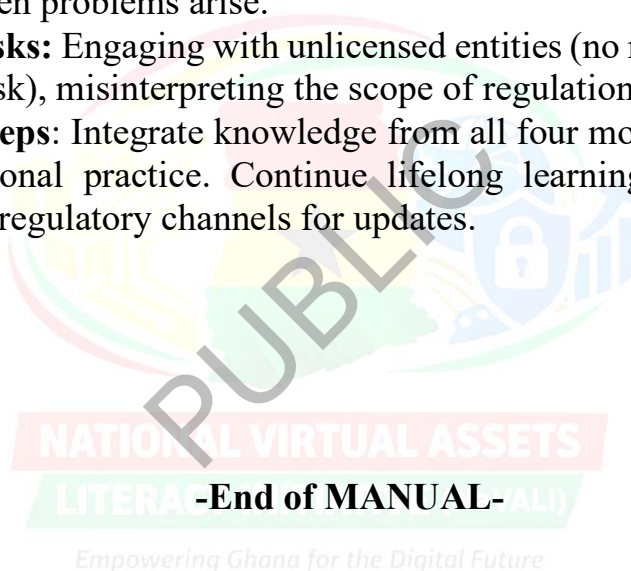 en problems arise.
sks: Engaging with unlicensed entities (no r
sk), misinterpreting the scope of regulation
eps: Integrate knowledge from all four mo
onal practice. Continue lifelong learning
regulatory channels for updates.
PUBLIC
NATIONAL VIRTUAL ASSETS
-End of MANUAL-
Empowering Ghana for the Digital Future